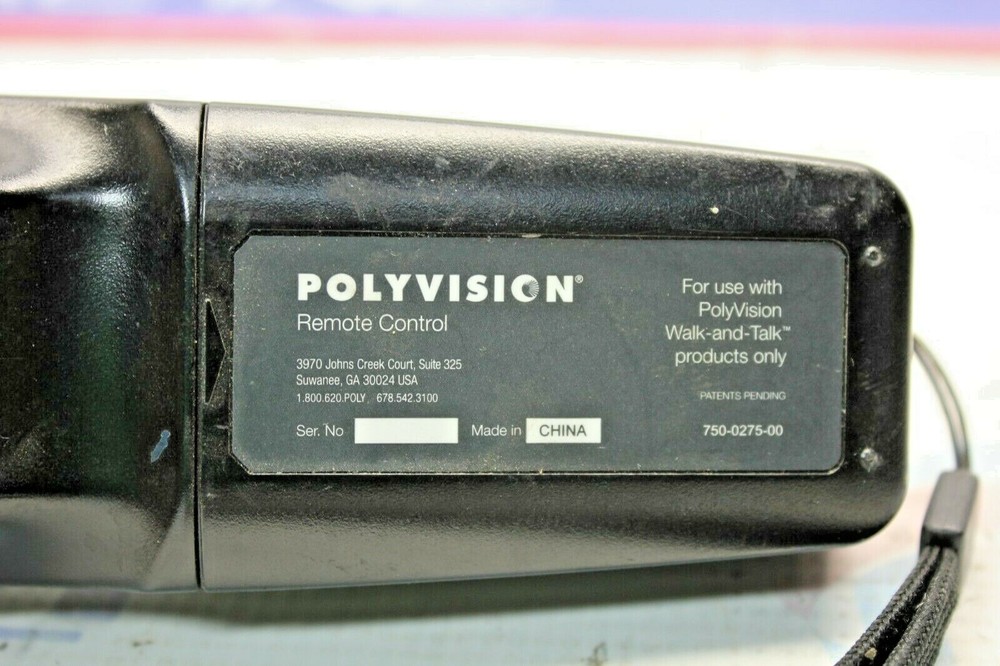 POLYVISION®
Remote Control
3970 Johns Creek Court, Suite 325
Suwanee, GA 30024 USA
1.800.620.POLY, 678.542.3100
Ser. No
Made in CHINA
For use with
PolyVision
Walk-and-Talk™
products only
PATENTS PENDING
750-0275-00